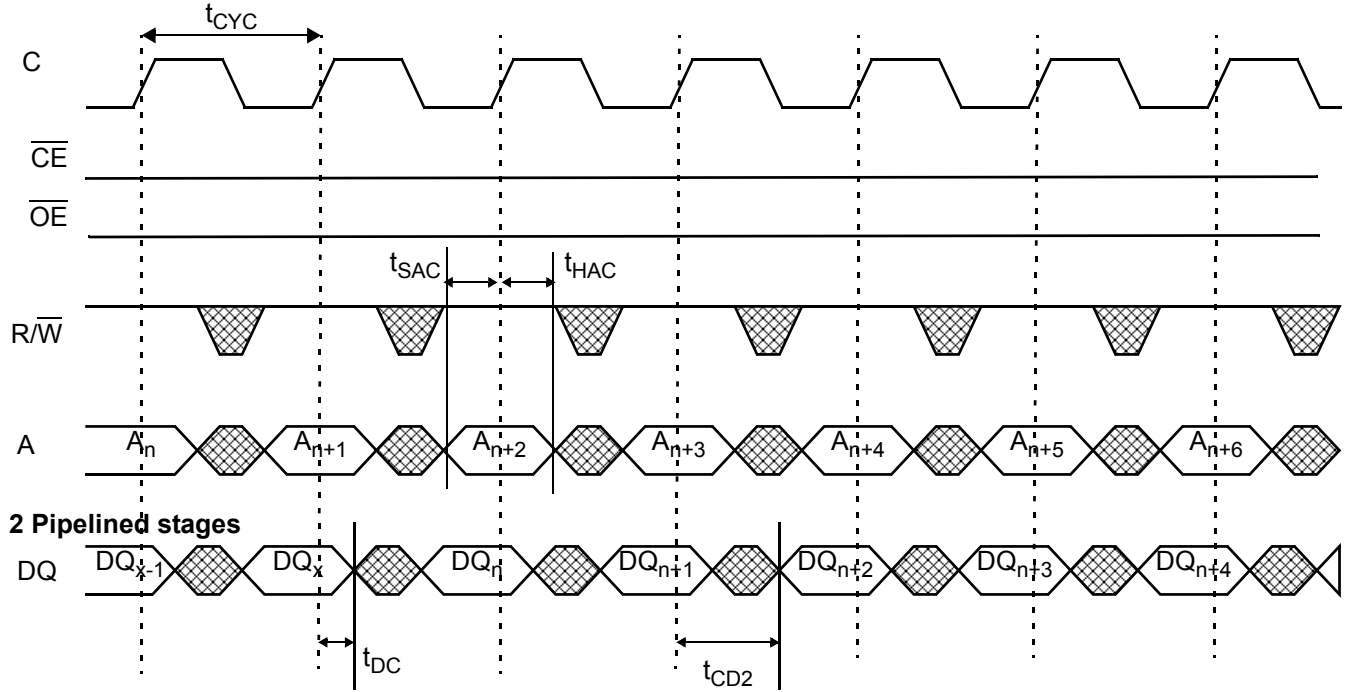 tCYC
C
CE
OE
tSAC tHAC
R/W
A An An+1 An+2 An+3 An+4 An+5 An+6
2 Pipelined stages
DQ DQx-1 DQx DQn DQn+1 DQn+2 DQn+3 DQn+4
tDC tCD2